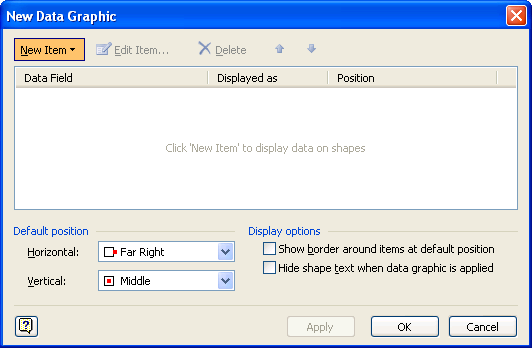 New Data Graphic
New Item Edit Item... Delete
Data Field Displayed as Position
Click 'New Item' to display data on shapes
Default position Display options
Horizontal: Far Right Show border around items at default position
Vertical: Middle Hide shape text when data graphic is applied
? Apply OK Cancel